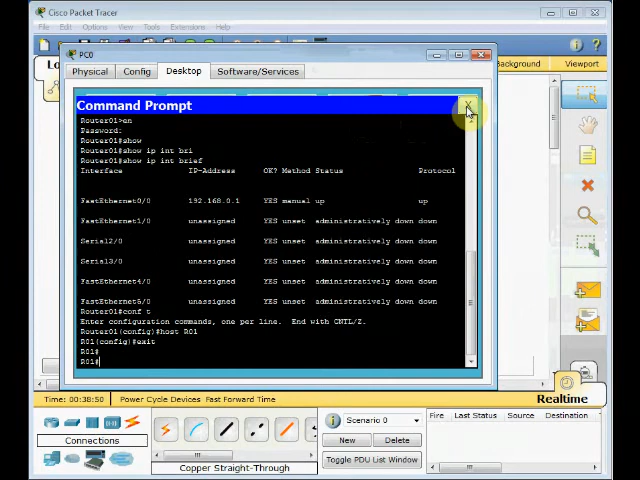 Cisco Packet Tracer
File Edit Options View Tools Extensions Help
PC0
Physical Config Desktop Software/Services
Background Viewport
Command Prompt X
Router01>en
Password:
Router01#show
Router01#show ip int bri
Router01#show ip int brief
Interface IP-Address OK? Method Status Protocol
FastEthernet0/0 192.168.0.1 YES manual up up
FastEthernet1/0 unassigned YES unset administratively down down
Serial2/0 unassigned YES unset administratively down down
Serial3/0 unassigned YES unset administratively down down
FastEthernet4/0 unassigned YES unset administratively down down
FastEthernet5/0 unassigned YES unset administratively down down
Router01#conf t
Enter configuration commands, one per line. End with CNTL/Z.
Router01(config)#host R01
R01(config)#exit
R01#
R01#
Time: 00:38:50 Power Cycle Devices Fast Forward Time Realtime
Scenario 0
Fire Last Status Source Destination
New Delete
Connections
Toggle PDU List Window
Copper Straight-Through